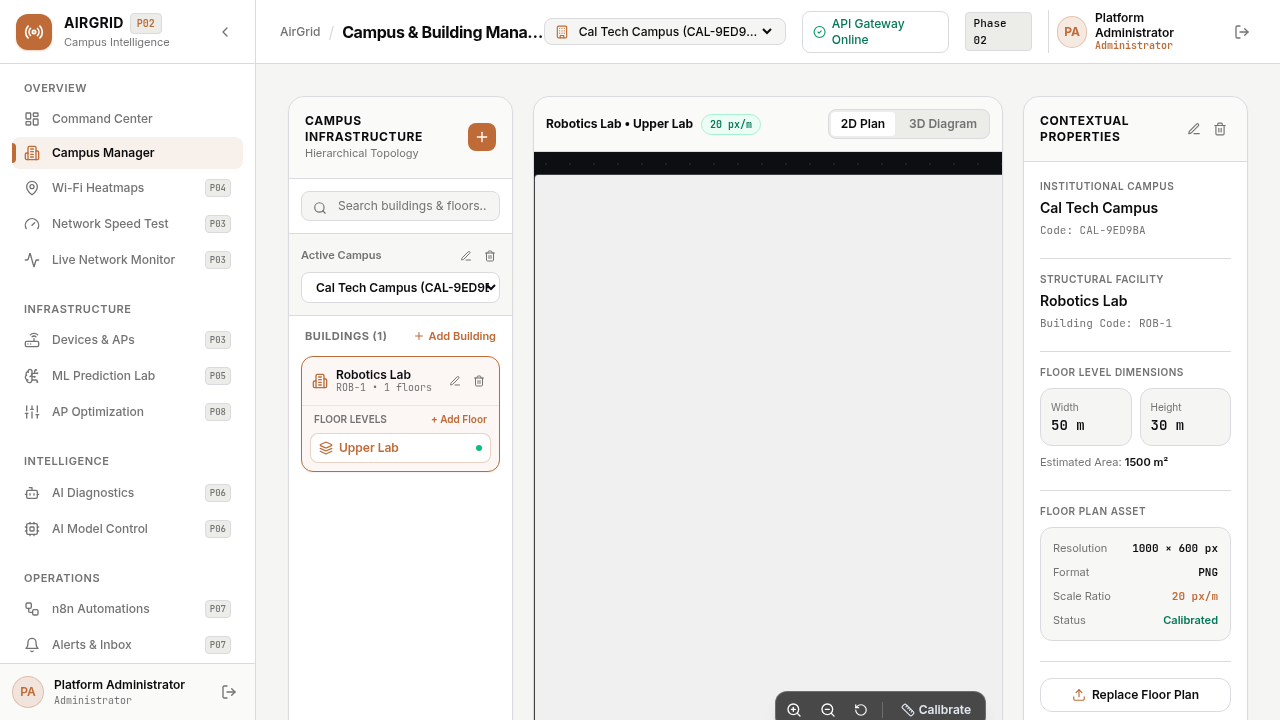 AIRGRID P02
Campus Intelligence
OVERVIEW
Command Center
Campus Manager
Wi-Fi Heatmaps P04
Network Speed Test P03
Live Network Monitor P03
INFRASTRUCTURE
Devices & APs P03
ML Prediction Lab P05
AP Optimization P08
INTELLIGENCE
AI Diagnostics P06
AI Model Control P06
OPERATIONS
n8n Automations P07
Alerts & Inbox P07
PA Platform Administrator
Administrator
AirGrid / Campus & Building Mana...
Cal Tech Campus (CAL-9ED9...
API Gateway
Online
Phase
02
PA Platform
Administrator
Administrator
CAMPUS
INFRASTRUCTURE
Hierarchical Topology
Search buildings & floors..
Active Campus
Cal Tech Campus (CAL-9ED9
BUILDINGS (1) + Add Building
Robotics Lab
ROB-1 • 1 floors
FLOOR LEVELS + Add Floor
Upper Lab
Robotics Lab • Upper Lab 20 px/m 2D Plan 3D Diagram
Calibrate
CONTEXTUAL
PROPERTIES
INSTITUTIONAL CAMPUS
Cal Tech Campus
Code: CAL-9ED9BA
STRUCTURAL FACILITY
Robotics Lab
Building Code: ROB-1
FLOOR LEVEL DIMENSIONS
Width Height
50 m 30 m
Estimated Area: 1500 m²
FLOOR PLAN ASSET
Resolution 1000 × 600 px
Format PNG
Scale Ratio 20 px/m
Status Calibrated
Replace Floor Plan